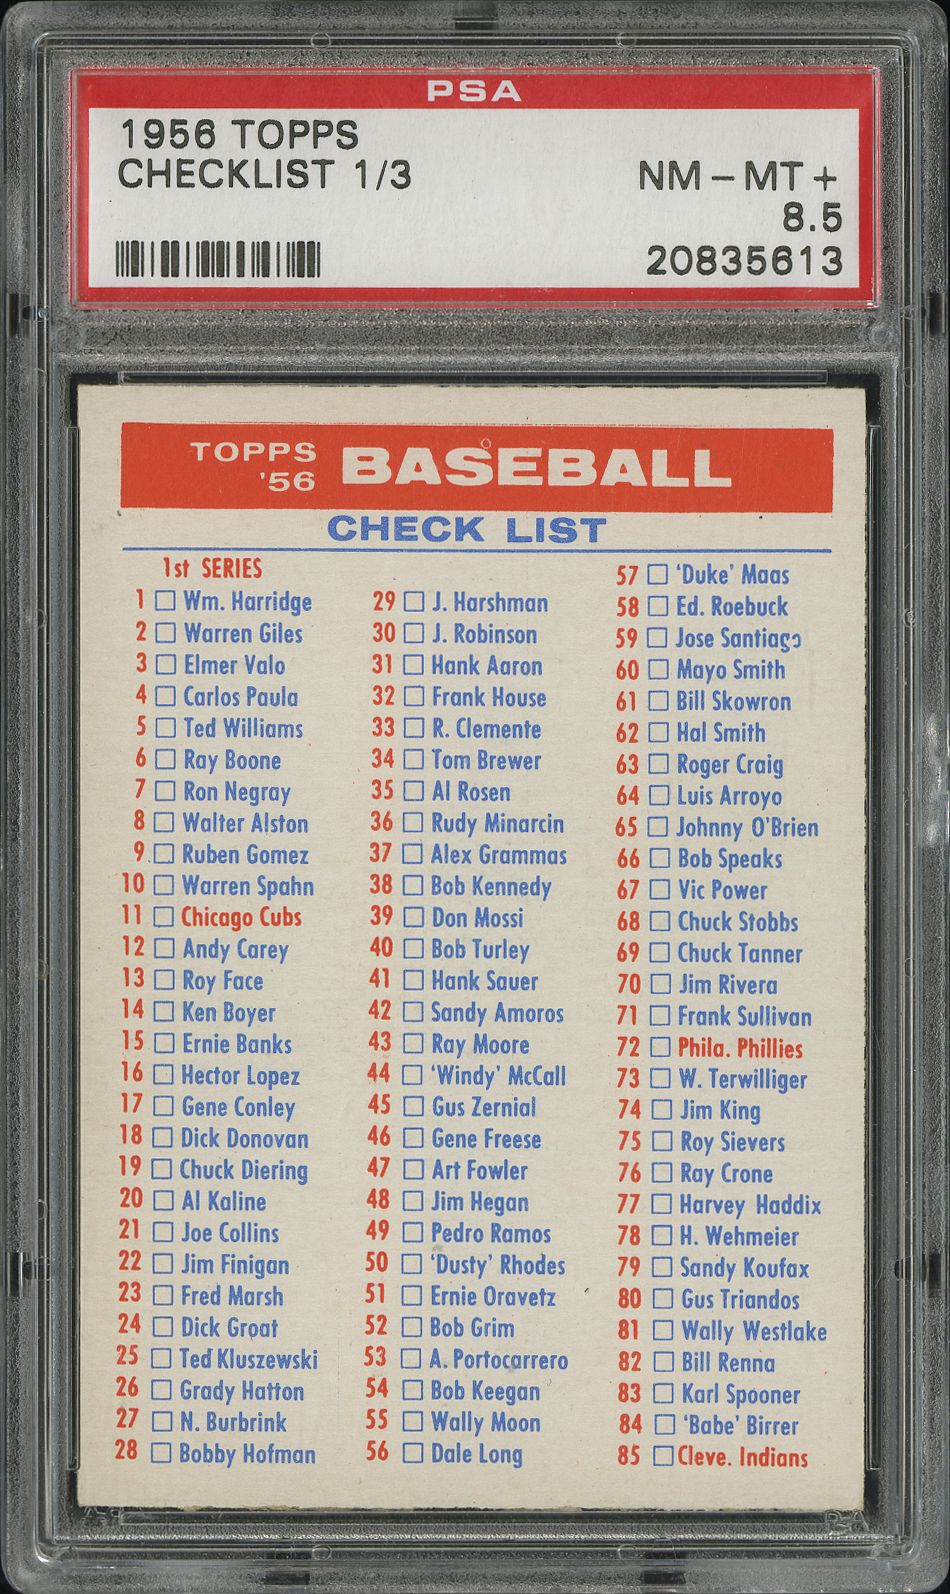 PSA
1956 TOPPS
CHECKLIST 1/3
NM – MT +
8.5
20835613
TOPPS '56 BASEBALL
CHECK LIST
1st SERIES
1 Wm. Harridge
2 Warren Giles
3 Elmer Valo
4 Carlos Paula
5 Ted Williams
6 Ray Boone
7 Ron Negray
8 Walter Alston
9 Ruben Gomez
10 Warren Spahn
11 Chicago Cubs
12 Andy Carey
13 Roy Face
14 Ken Boyer
15 Ernie Banks
16 Hector Lopez
17 Gene Conley
18 Dick Donovan
19 Chuck Diering
20 Al Kaline
21 Joe Collins
22 Jim Finigan
23 Fred Marsh
24 Dick Groat
25 Ted Kluszewski
26 Grady Hatton
27 N. Burbrink
28 Bobby Hofman
29 J. Harshman
30 J. Robinson
31 Hank Aaron
32 Frank House
33 R. Clemente
34 Tom Brewer
35 Al Rosen
36 Rudy Minarcin
37 Alex Grammas
38 Bob Kennedy
39 Don Mossi
40 Bob Turley
41 Hank Sauer
42 Sandy Amoros
43 Ray Moore
44 'Windy' McCall
45 Gus Zernial
46 Gene Freese
47 Art Fowler
48 Jim Hegan
49 Pedro Ramos
50 'Dusty' Rhodes
51 Ernie Oravetz
52 Bob Grim
53 A. Portocarrero
54 Bob Keegan
55 Wally Moon
56 Dale Long
57 'Duke' Maas
58 Ed. Roebuck
59 Jose Santiago
60 Mayo Smith
61 Bill Skowron
62 Hal Smith
63 Roger Craig
64 Luis Arroyo
65 Johnny O'Brien
66 Bob Speaks
67 Vic Power
68 Chuck Stobbs
69 Chuck Tanner
70 Jim Rivera
71 Frank Sullivan
72 Phila. Phillies
73 W. Terwilliger
74 Jim King
75 Roy Sievers
76 Ray Crone
77 Harvey Haddix
78 H. Wehmeier
79 Sandy Koufax
80 Gus Triandos
81 Wally Westlake
82 Bill Renna
83 Karl Spooner
84 'Babe' Birrer
85 Cleve. Indians